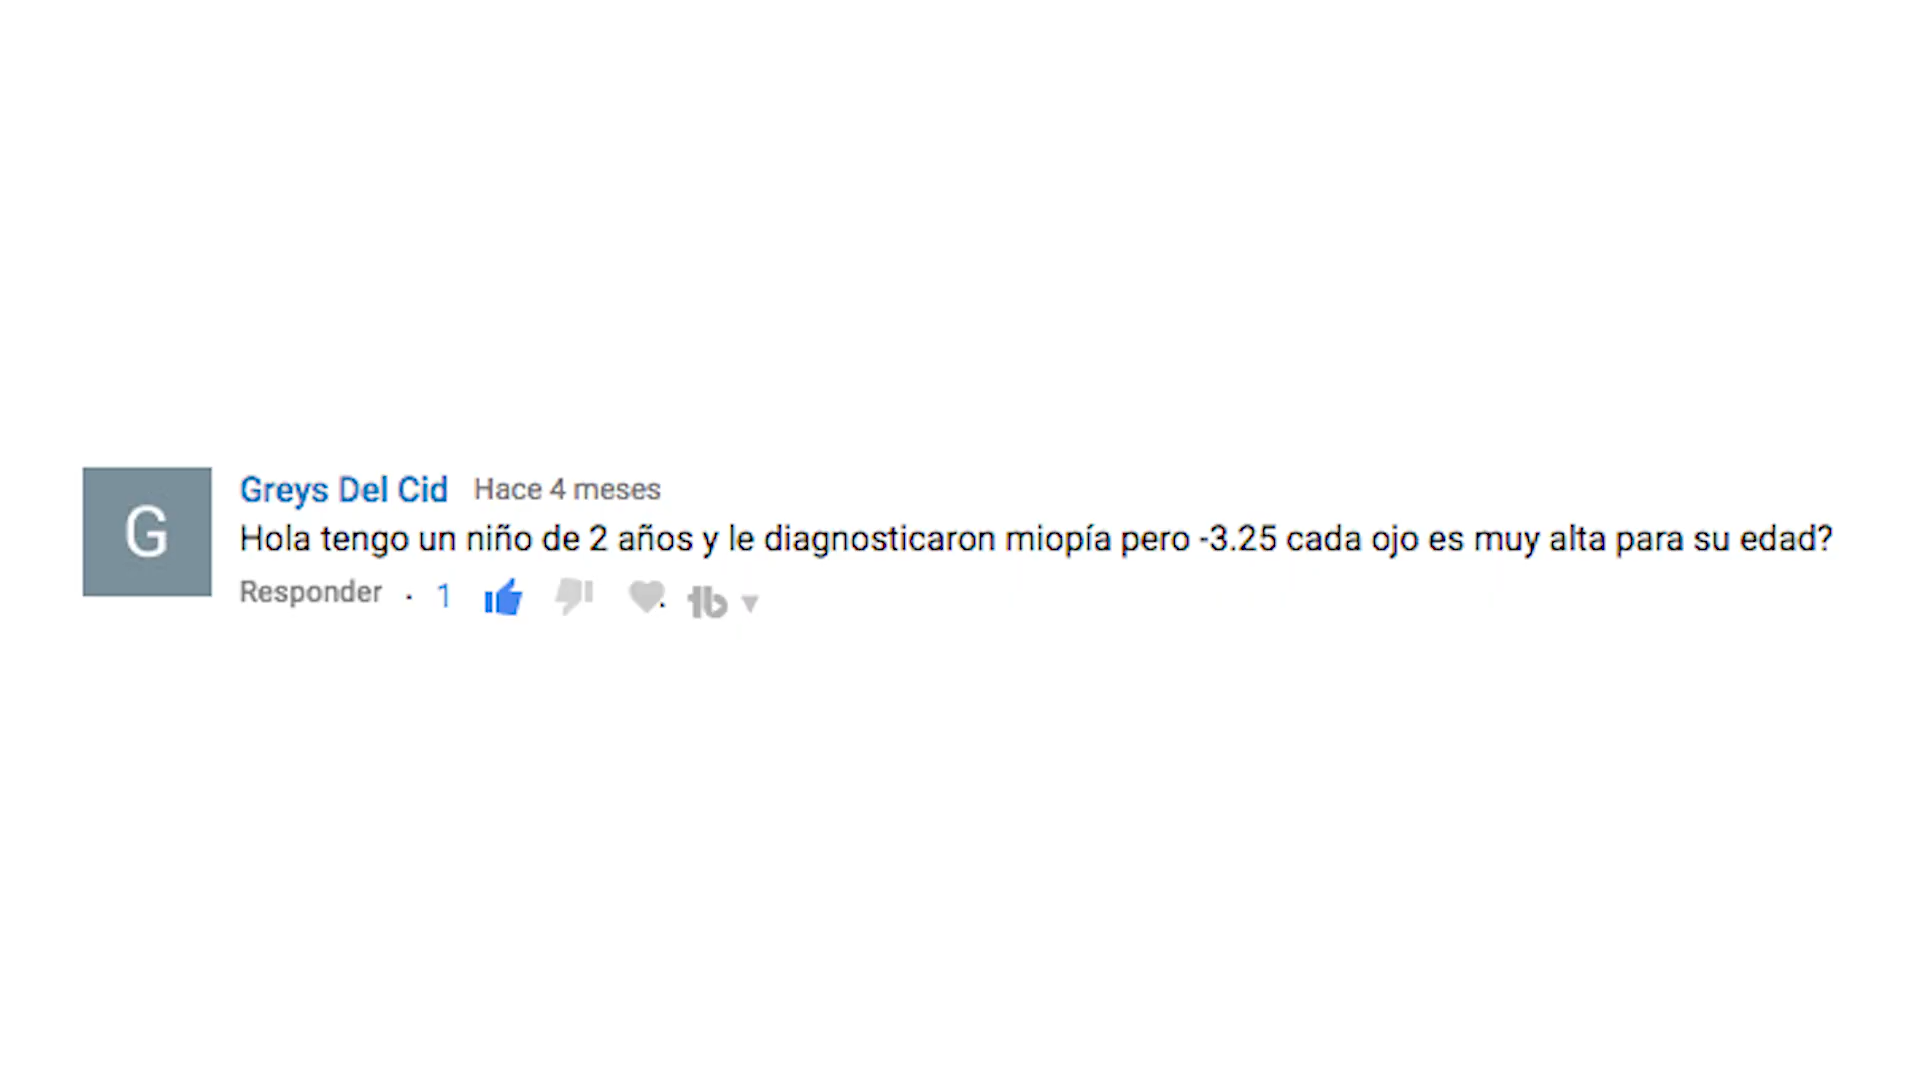 G
Greys Del Cid Hace 4 meses
Hola tengo un niño de 2 años y le diagnosticaron miopía pero -3.25 cada ojo es muy alta para su edad?
Responder · 1 tb